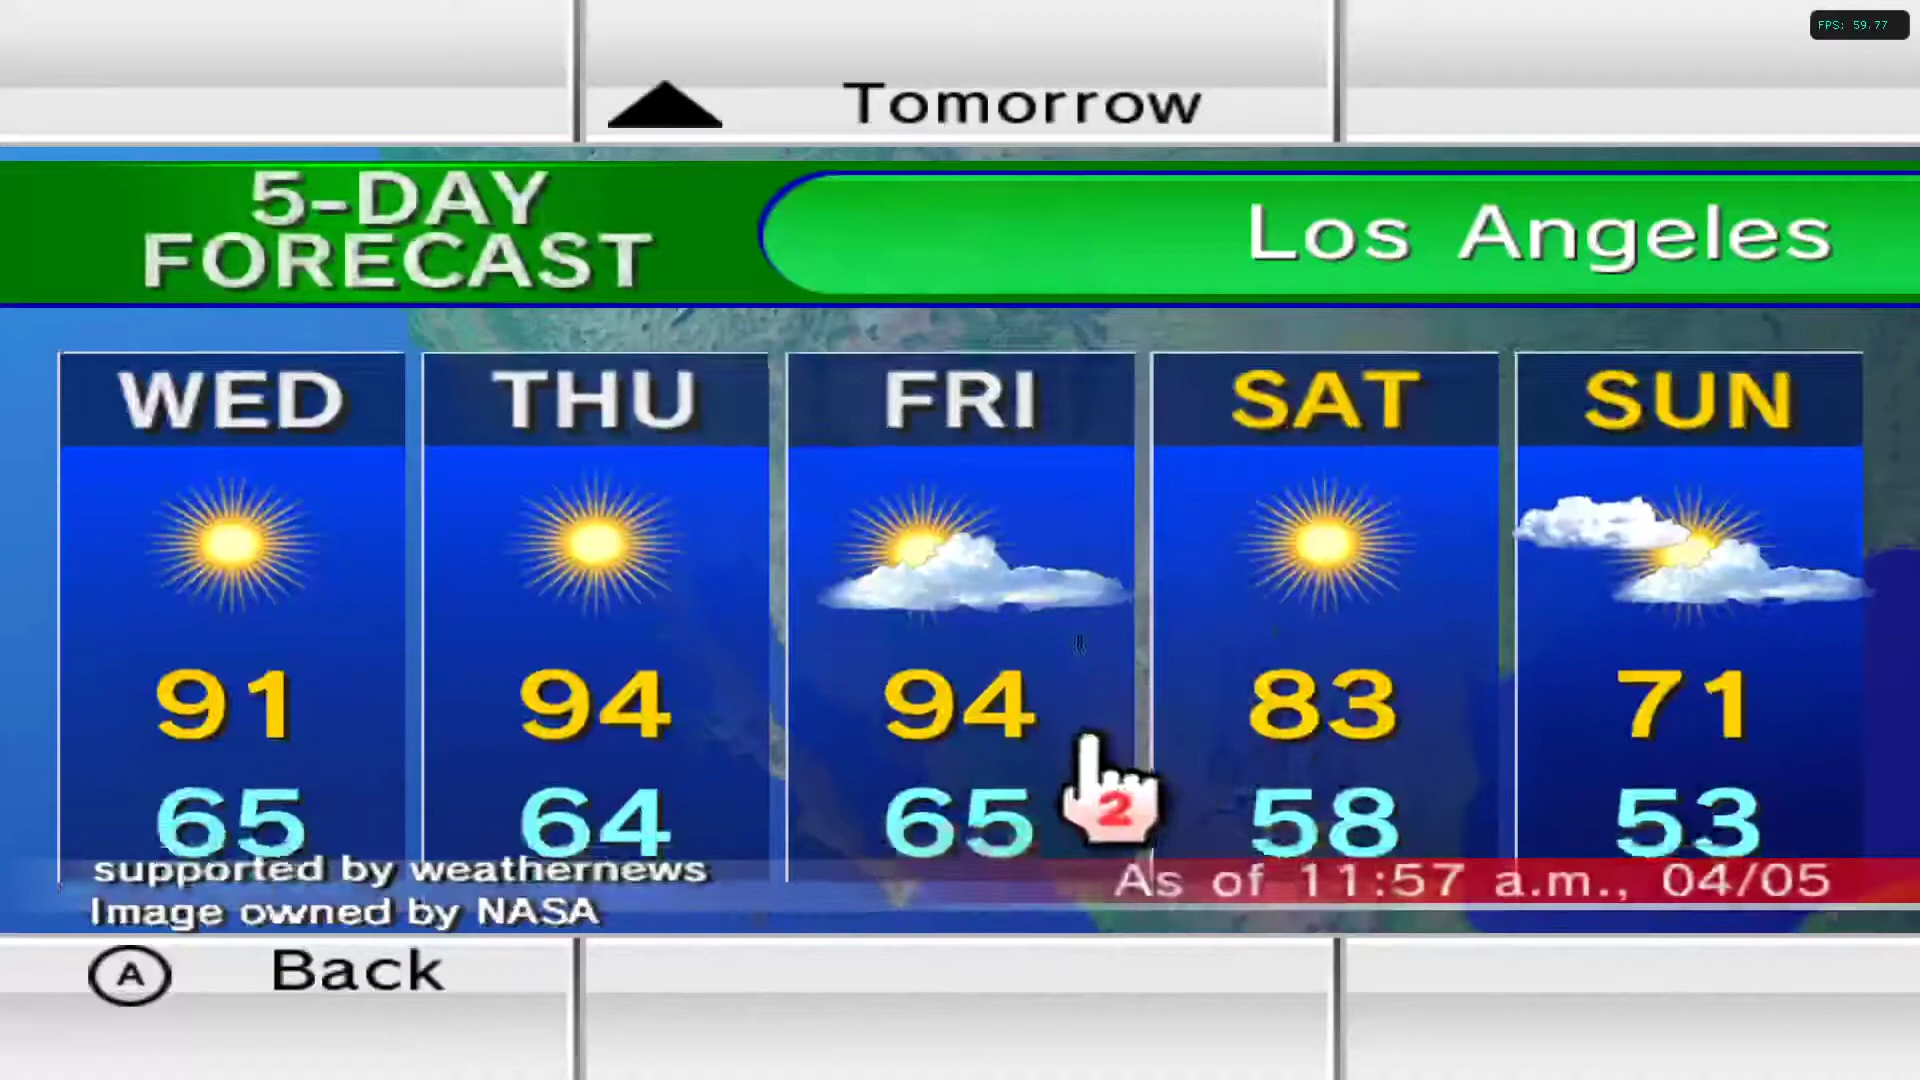 FPS: 59.77
Tomorrow
5-DAY
FORECAST
Los Angeles
WED THU FRI SAT SUN
91 94 94 83 71
65 64 65 58 53
2
supported by weathernews
As of 11:57 a.m., 04/05
Image owned by NASA
A Back